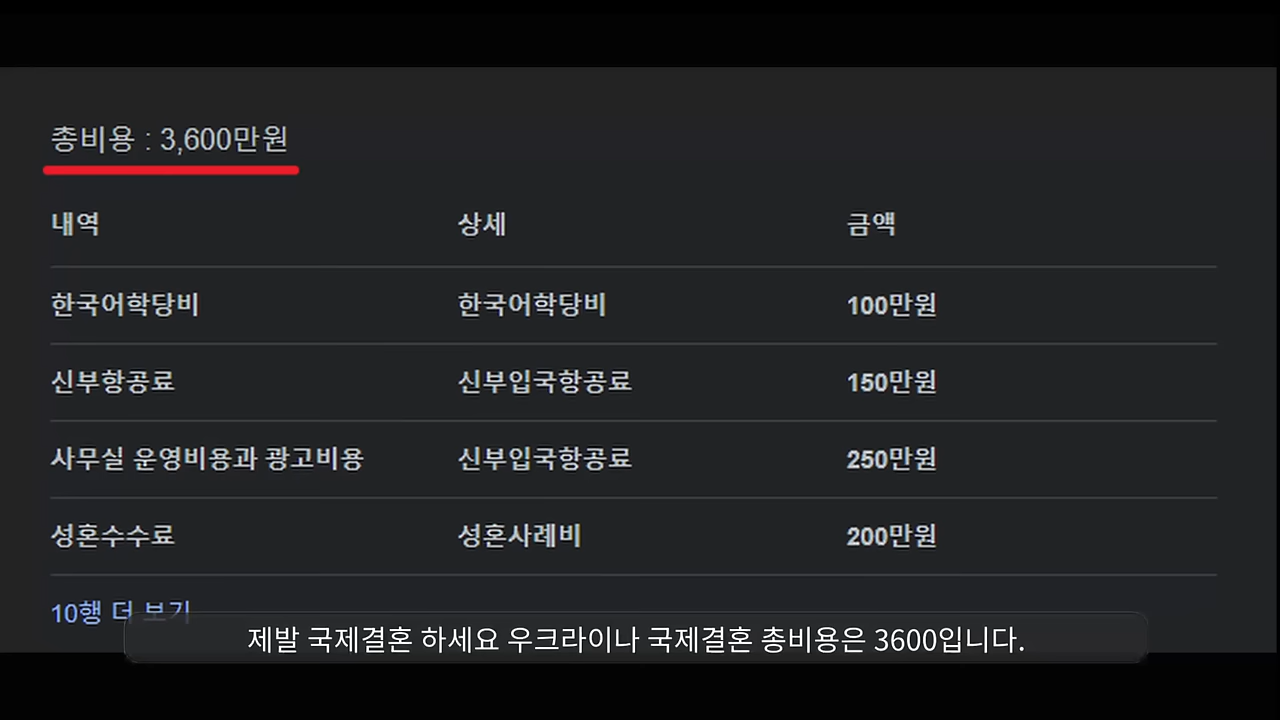 총비용 : 3,600만원
내역 상세 금액
한국어학당비 한국어학당비 100만원
신부항공료 신부입국항공료 150만원
사무실 운영비용과 광고비용 신부입국항공료 250만원
성혼수수료 성혼사례비 200만원
10행 더 보기
제발 국제결혼 하세요 우크라이나 국제결혼 총비용은 3600입니다.